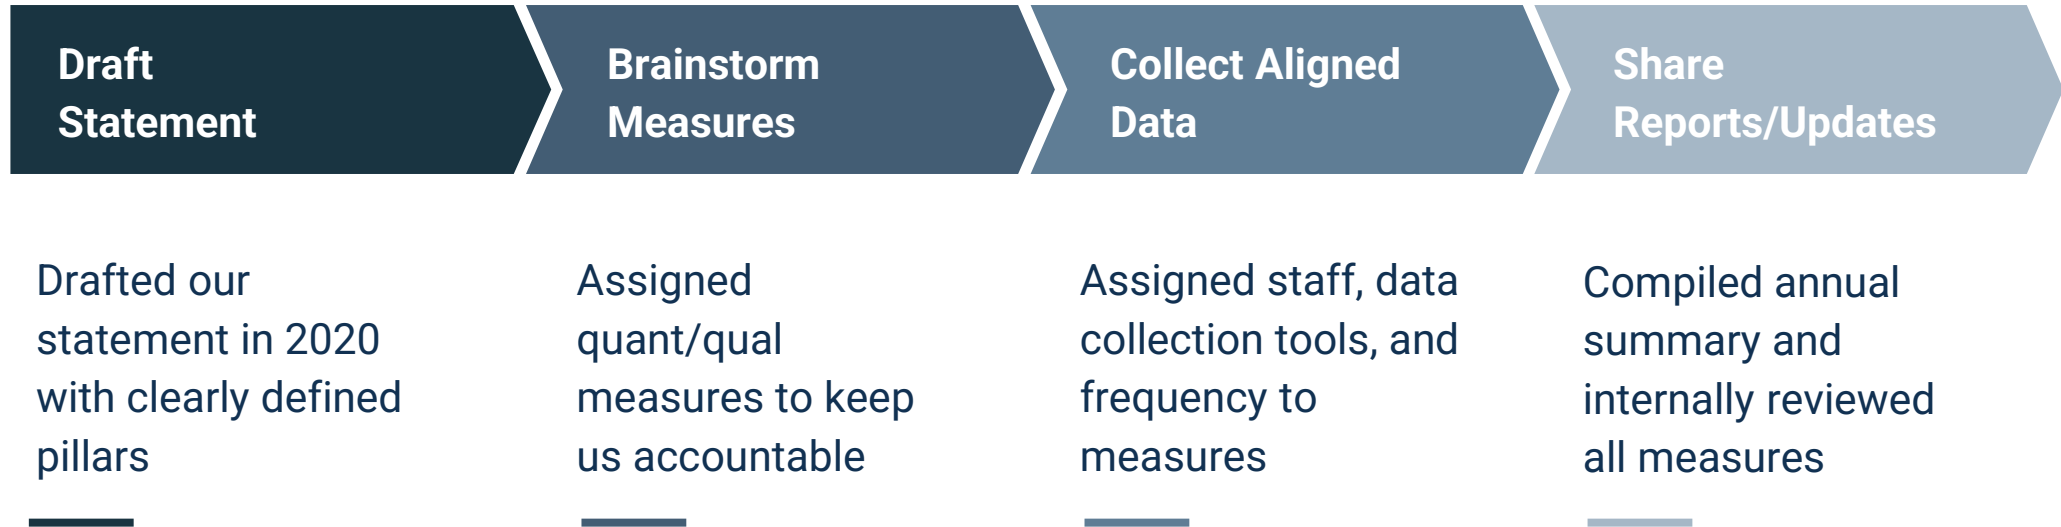 Draft
Statement
Brainstorm
Measures
Collect Aligned
Data
Share
Reports/Updates
Drafted our
statement in 2020
with clearly defined
pillars
Assigned
quant/qual
measures to keep
us accountable
Assigned staff, data
collection tools, and
frequency to
measures
Compiled annual
summary and
internally reviewed
all measures